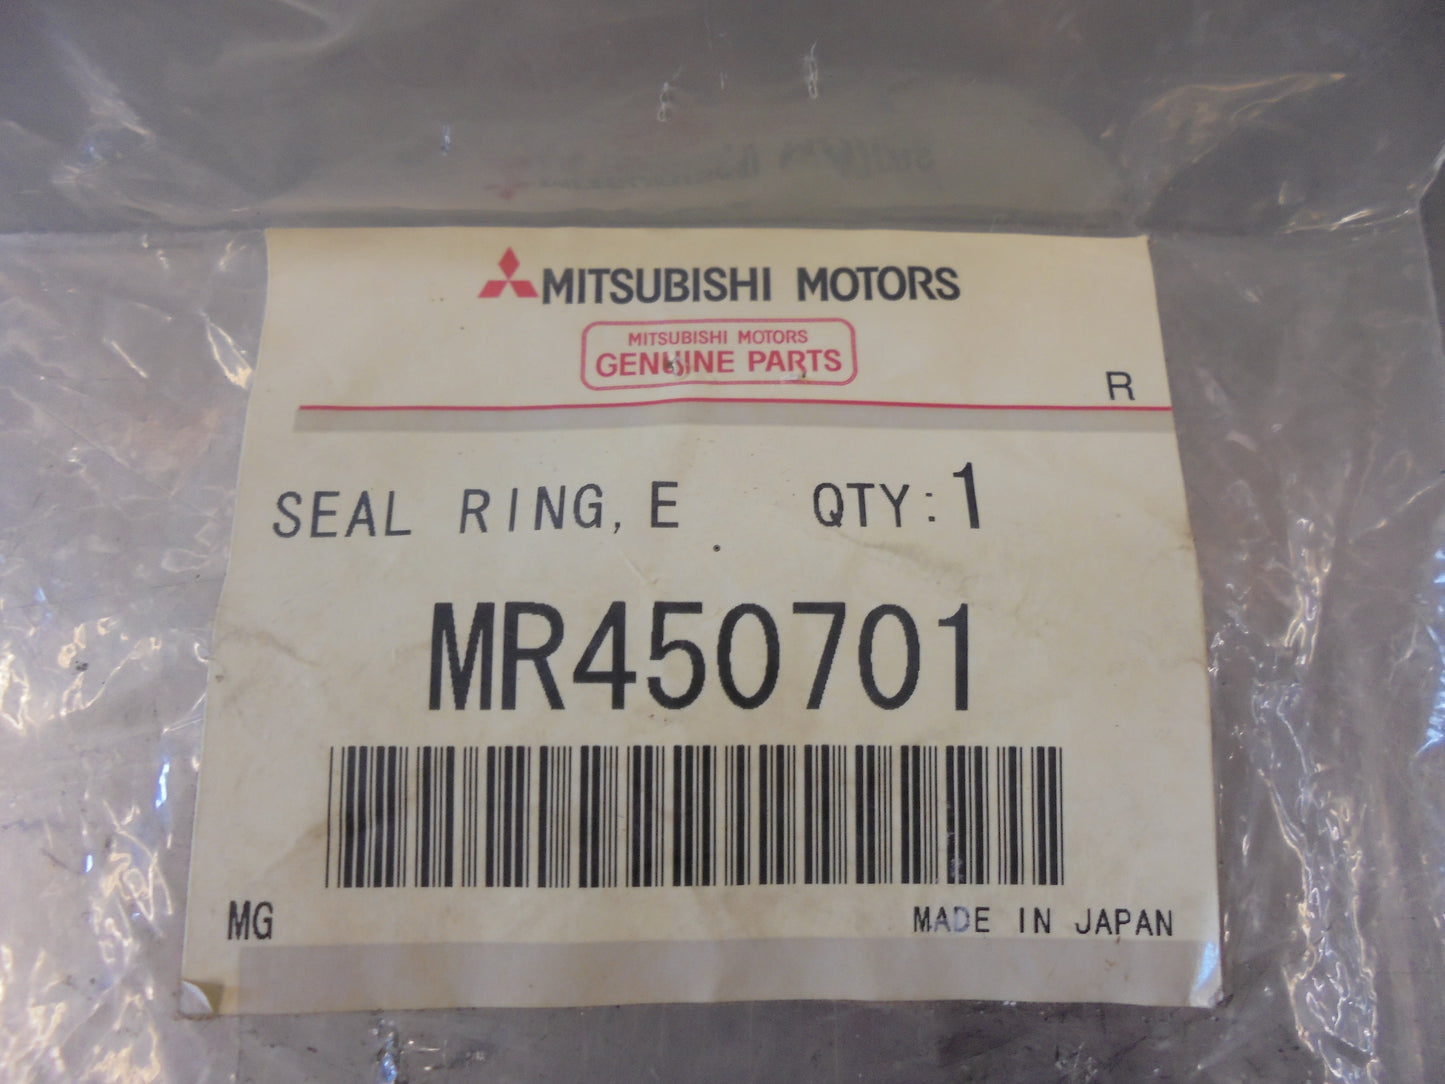 MITSUBISHI MOTORS
MITSUBISHI MOTORS
GENUINE PARTS
R
SEAL RING, E QTY: 1
MR450701
MG MADE IN JAPAN